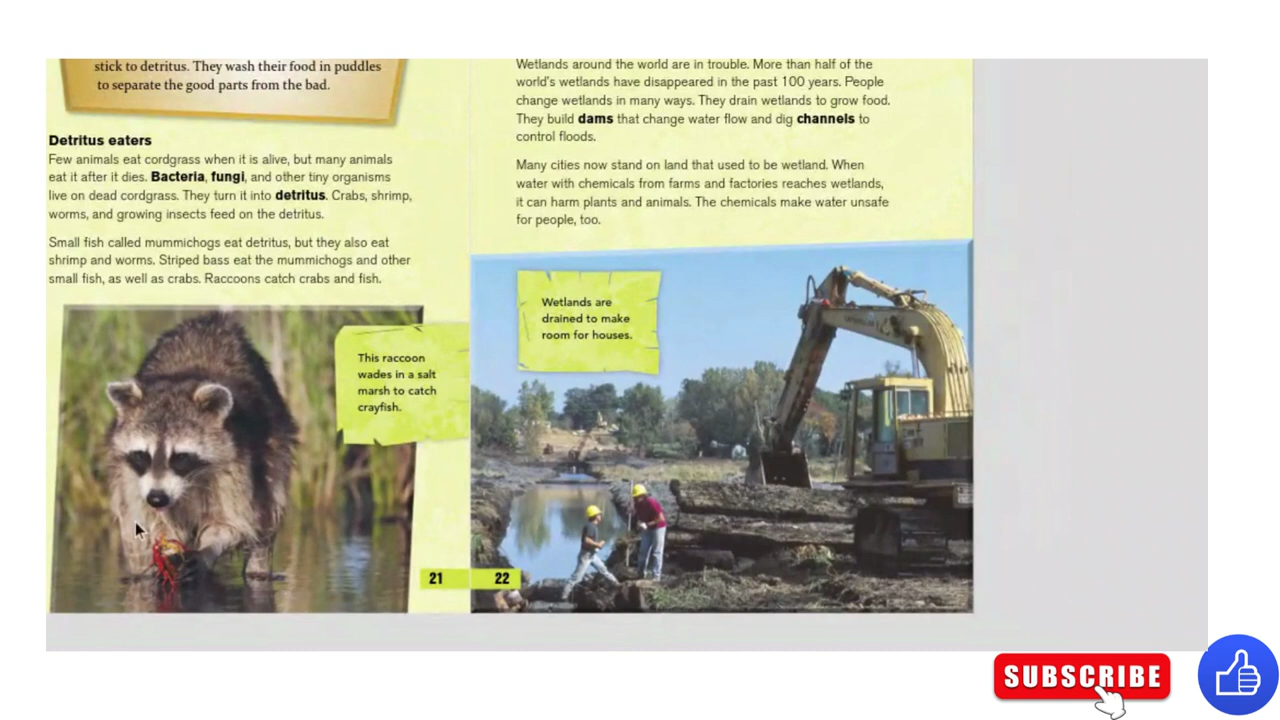 stick to detritus. They wash their food in puddles
to separate the good parts from the bad.
Detritus eaters
Few animals eat cordgrass when it is alive, but many animals
eat it after it dies. Bacteria, fungi, and other tiny organisms
live on dead cordgrass. They turn it into detritus. Crabs, shrimp,
worms, and growing insects feed on the detritus.
Small fish called mummichogs eat detritus, but they also eat
shrimp and worms. Striped bass eat the mummichogs and other
small fish, as well as crabs. Raccoons catch crabs and fish.
This raccoon
wades in a salt
marsh to catch
crayfish.
21
Wetlands around the world are in trouble. More than half of the
world's wetlands have disappeared in the past 100 years. People
change wetlands in many ways. They drain wetlands to grow food.
They build dams that change water flow and dig channels to
control floods.
Many cities now stand on land that used to be wetland. When
water with chemicals from farms and factories reaches wetlands,
it can harm plants and animals. The chemicals make water unsafe
for people, too.
Wetlands are
drained to make
room for houses.
22
SUBSCRIBE